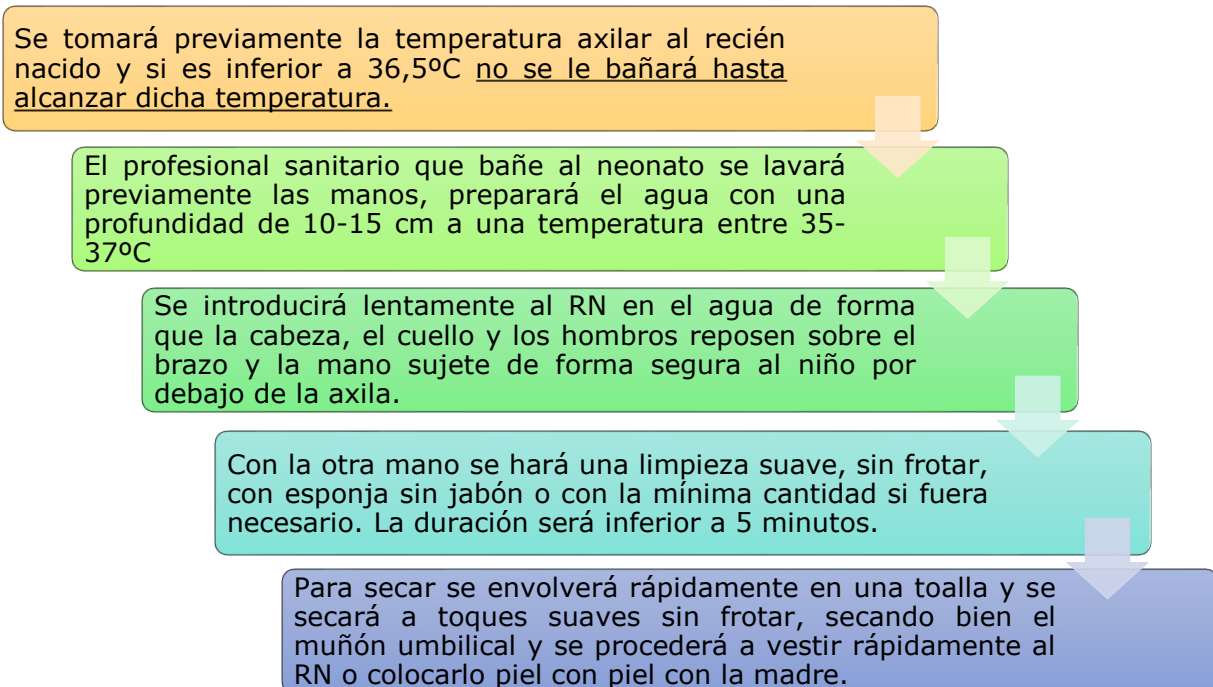 Se tomará previamente la temperatura axilar al recién
nacido y si es inferior a 36,5ºC no se le bañará hasta
alcanzar dicha temperatura.
El profesional sanitario que bañe al neonato se lavará
previamente las manos, preparará el agua con una
profundidad de 10-15 cm a una temperatura entre 35-
37ºC
Se introducirá lentamente al RN en el agua de forma
que la cabeza, el cuello y los hombros reposen sobre el
brazo y la mano sujete de forma segura al niño por
debajo de la axila.
Con la otra mano se hará una limpieza suave, sin frotar,
con esponja sin jabón o con la mínima cantidad si fuera
necesario. La duración será inferior a 5 minutos.
Para secar se envolverá rápidamente en una toalla y se
secará a toques suaves sin frotar, secando bien el
muñón umbilical y se procederá a vestir rápidamente al
RN o colocarlo piel con piel con la madre.